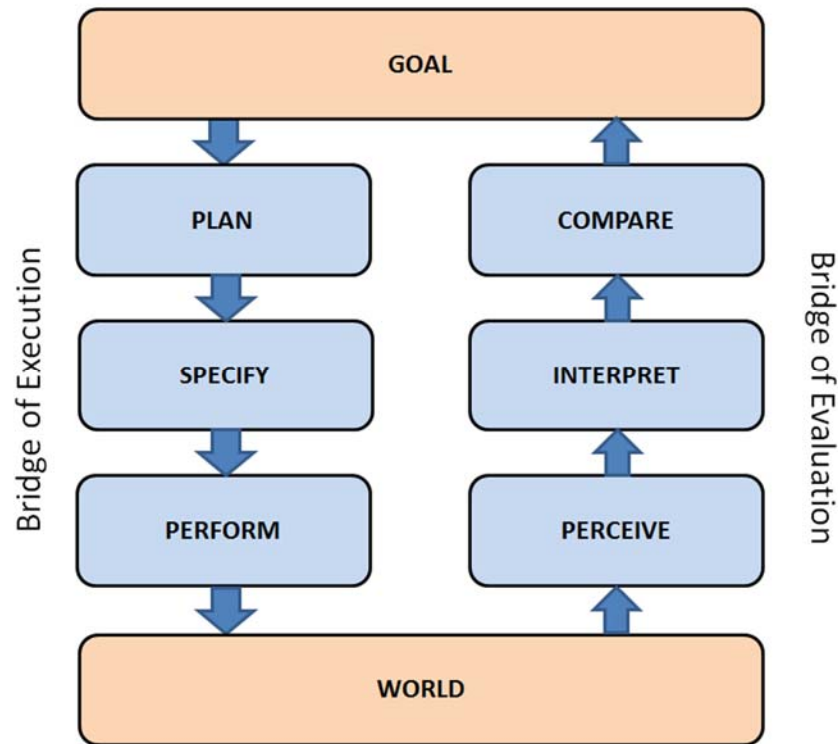 GOAL
PLAN
COMPARE
SPECIFY
INTERPRET
PERFORM
PERCEIVE
WORLD
Bridge of Execution
Bridge of Evaluation